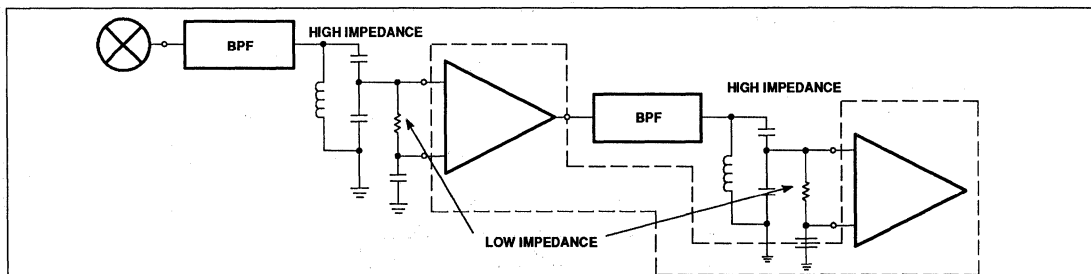 HIGH IMPEDANCE
BPF
HIGH IMPEDANCE
BPF
LOW IMPEDANCE